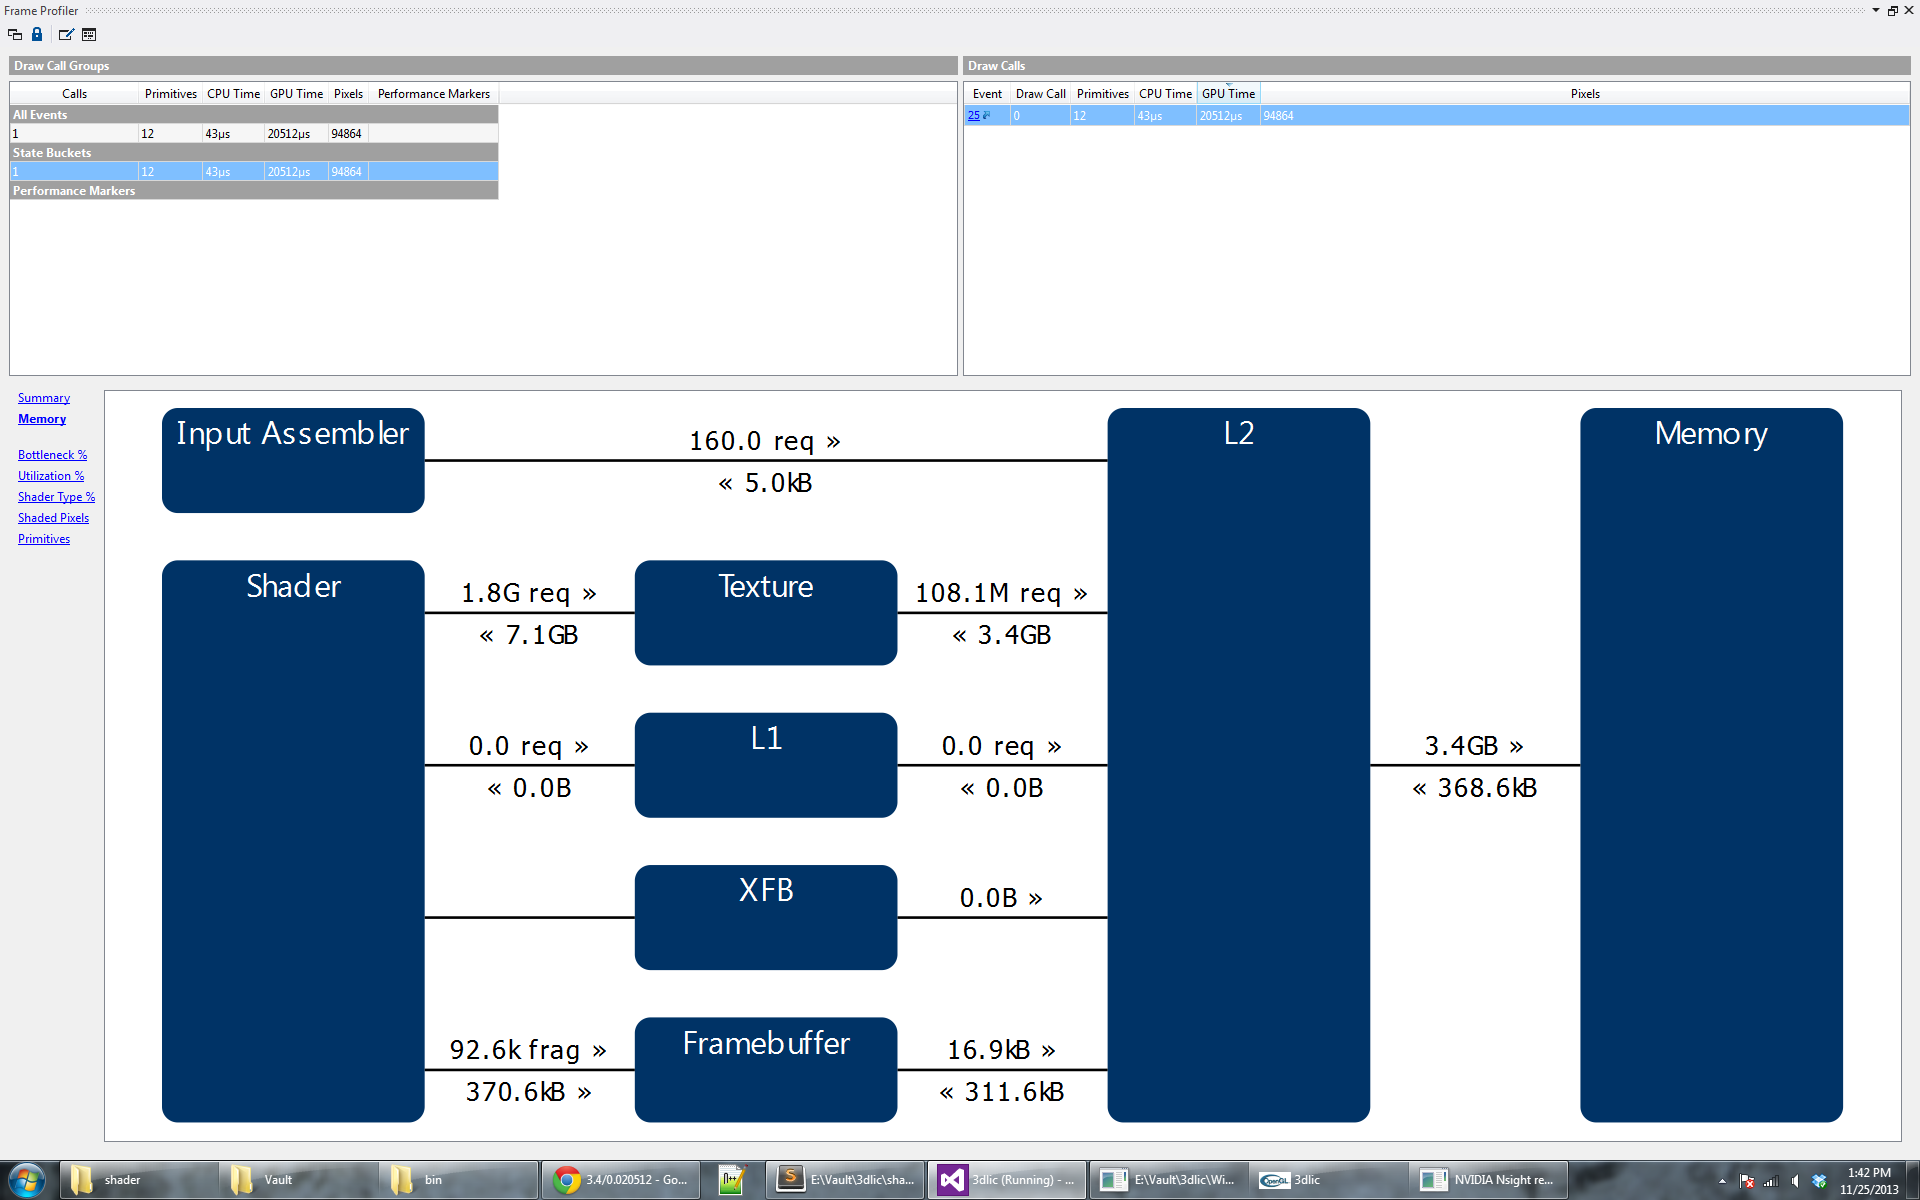 Frame Profiler
Draw Call Groups
Calls Primitives CPU Time GPU Time Pixels Performance Markers
All Events
1 12 43µs 20512µs 94864
State Buckets
1 12 43µs 20512µs 94864
Performance Markers
Draw Calls
Event Draw Call Primitives CPU Time GPU Time Pixels
25 0 12 43µs 20512µs 94864
Summary
Memory
Bottleneck %
Utilization %
Shader Type %
Shaded Pixels
Primitives
Input Assembler
160.0 req »
« 5.0kB
L2
Memory
Shader
1.8G req »
« 7.1GB
Texture
108.1M req »
« 3.4GB
0.0 req »
« 0.0B
L1
0.0 req »
« 0.0B
3.4GB »
« 368.6kB
XFB
0.0B »
92.6k frag »
370.6kB »
Framebuffer
16.9kB »
« 311.6kB
shader
Vault
bin
3.4/0.020512 - Go...
E:\Vault\3dlic\sha...
3dlic (Running) - ...
E:\Vault\3dlic\Wi...
3dlic
NVIDIA Nsight re...
1:42 PM
11/25/2013